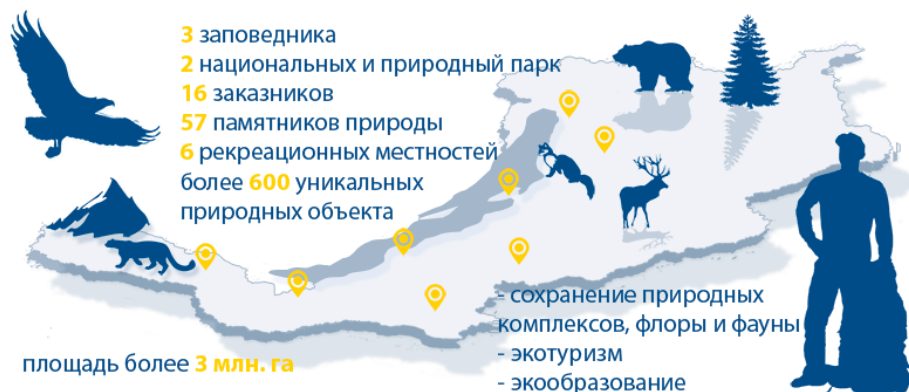 3 заповедника
2 национальных и природный парк
16 заказников
57 памятников природы
6 рекреационных местностей
более 600 уникальных
природных объекта
площадь более 3 млн. га
- сохранение природных
комплексов, флоры и фауны
- экотуризм
- экообразование